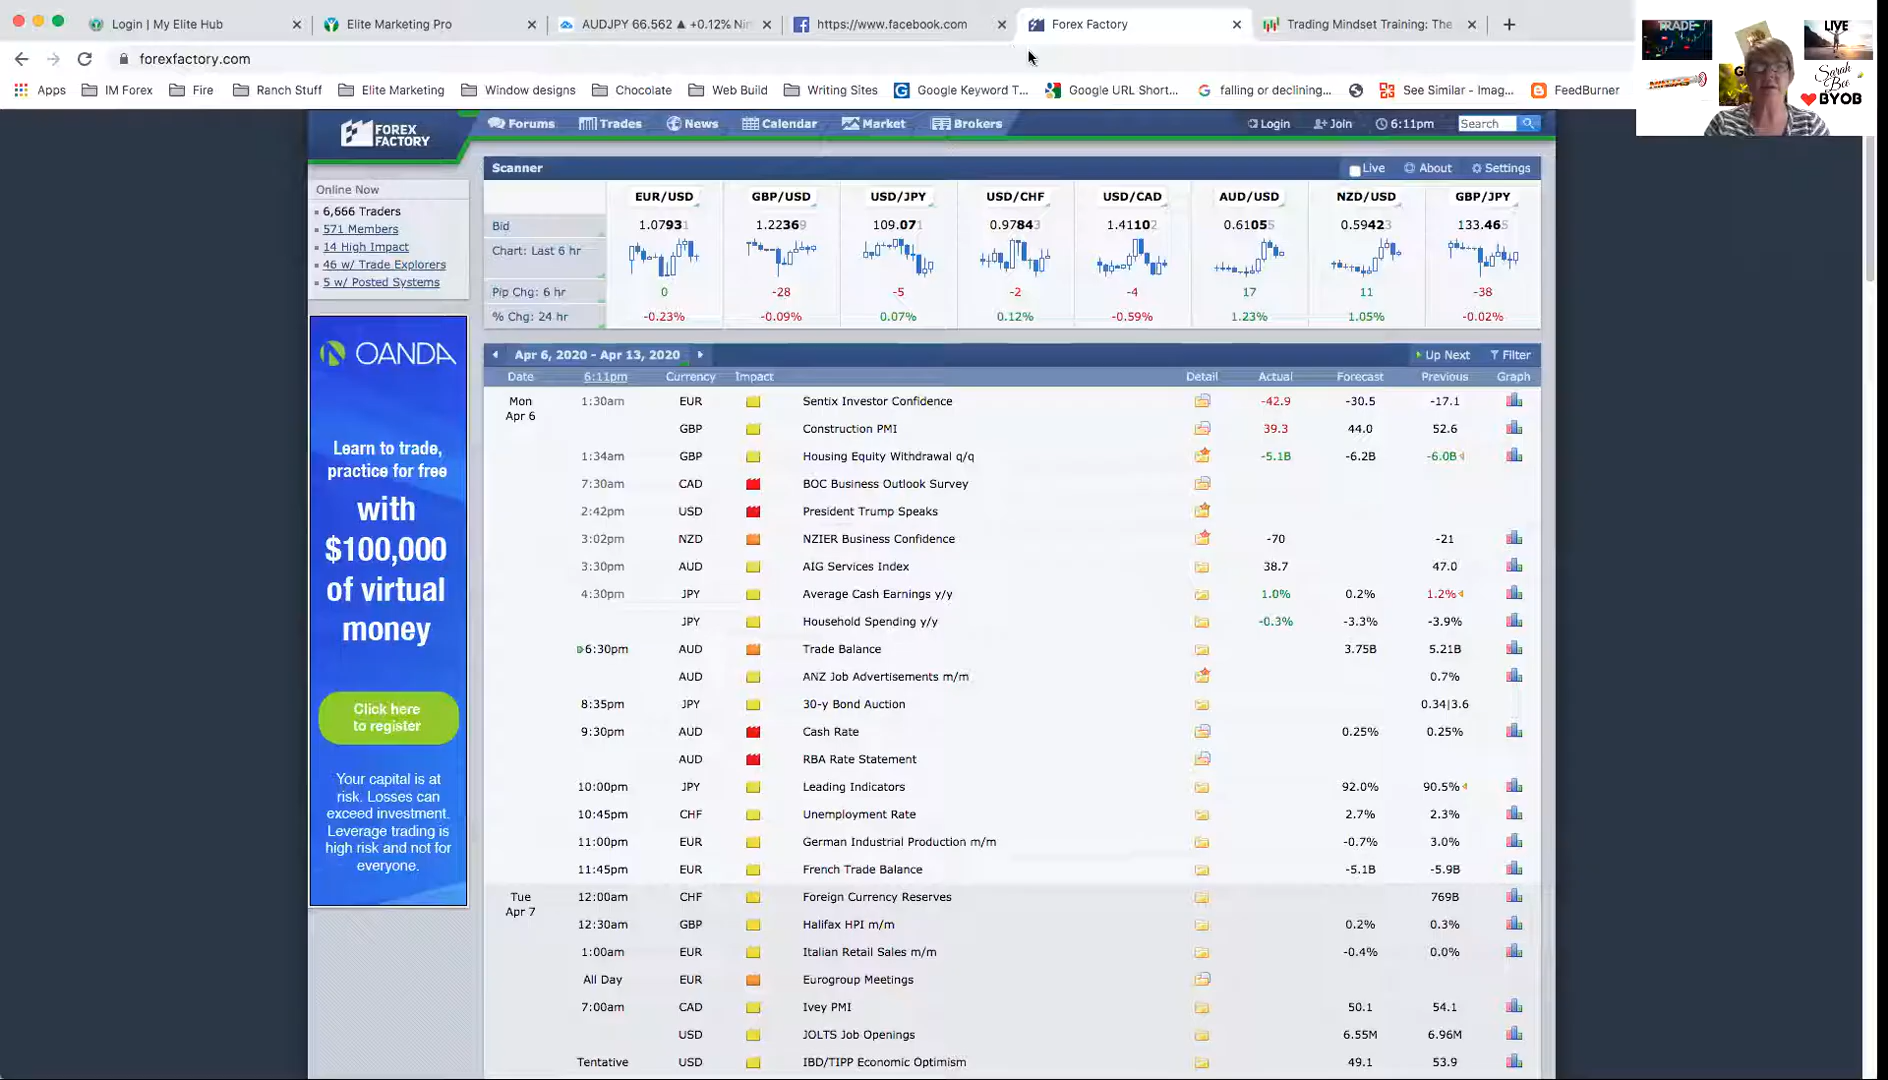 Login | My Elite Hub
Elite Marketing Pro
AUDJPY 66.562 ▲ +0.12% Nin
https://www.facebook.com
Forex Factory
Trading Mindset Training: The
forexfactory.com
Apps
IM Forex
Fire
Ranch Stuff
Elite Marketing
Window designs
Chocolate
Web Build
Writing Sites
Google Keyword T...
Google URL Short...
falling or declining...
See Similar - Imag...
FeedBurner
TRADE
LIVE
Sarah
Bee
BYOB
FOREX
FACTORY
Forums
Trades
News
Calendar
Market
Brokers
Login
Join
6:11pm
Search
Online Now
6,666 Traders
571 Members
14 High Impact
46 w/ Trade Explorers
5 w/ Posted Systems
OANDA
Learn to trade,
practice for free
with
$100,000
of virtual
money
Click here
to register
Your capital is at
risk. Losses can
exceed investment.
Leverage trading is
high risk and not for
everyone.
Scanner
Live
About
Settings
EUR/USD GBP/USD USD/JPY USD/CHF USD/CAD AUD/USD NZD/USD GBP/JPY
Bid 1.07931 1.22369 109.071 0.97843 1.41102 0.61055 0.59423 133.465
Chart: Last 6 hr
Pip Chg: 6 hr 0 -28 -5 -2 -4 17 11 -38
% Chg: 24 hr -0.23% -0.09% 0.07% 0.12% -0.59% 1.23% 1.05% -0.02%
Apr 6, 2020 - Apr 13, 2020
Up Next
Filter
Date 6:11pm Currency Impact Detail Actual Forecast Previous Graph
Mon
Apr 6
1:30am EUR Sentix Investor Confidence -42.9 -30.5 -17.1
GBP Construction PMI 39.3 44.0 52.6
1:34am GBP Housing Equity Withdrawal q/q -5.1B -6.2B -6.0B
7:30am CAD BOC Business Outlook Survey
2:42pm USD President Trump Speaks
3:02pm NZD NZIER Business Confidence -70 -21
3:30pm AUD AIG Services Index 38.7 47.0
4:30pm JPY Average Cash Earnings y/y 1.0% 0.2% 1.2%
JPY Household Spending y/y -0.3% -3.3% -3.9%
6:30pm AUD Trade Balance 3.75B 5.21B
AUD ANZ Job Advertisements m/m 0.7%
8:35pm JPY 30-y Bond Auction 0.34|3.6
9:30pm AUD Cash Rate 0.25% 0.25%
AUD RBA Rate Statement
10:00pm JPY Leading Indicators 92.0% 90.5%
10:45pm CHF Unemployment Rate 2.7% 2.3%
11:00pm EUR German Industrial Production m/m -0.7% 3.0%
11:45pm EUR French Trade Balance -5.1B -5.9B
Tue
Apr 7
12:00am CHF Foreign Currency Reserves 769B
12:30am GBP Halifax HPI m/m 0.2% 0.3%
1:00am EUR Italian Retail Sales m/m -0.4% 0.0%
All Day EUR Eurogroup Meetings
7:00am CAD Ivey PMI 50.1 54.1
USD JOLTS Job Openings 6.55M 6.96M
Tentative USD IBD/TIPP Economic Optimism 49.1 53.9